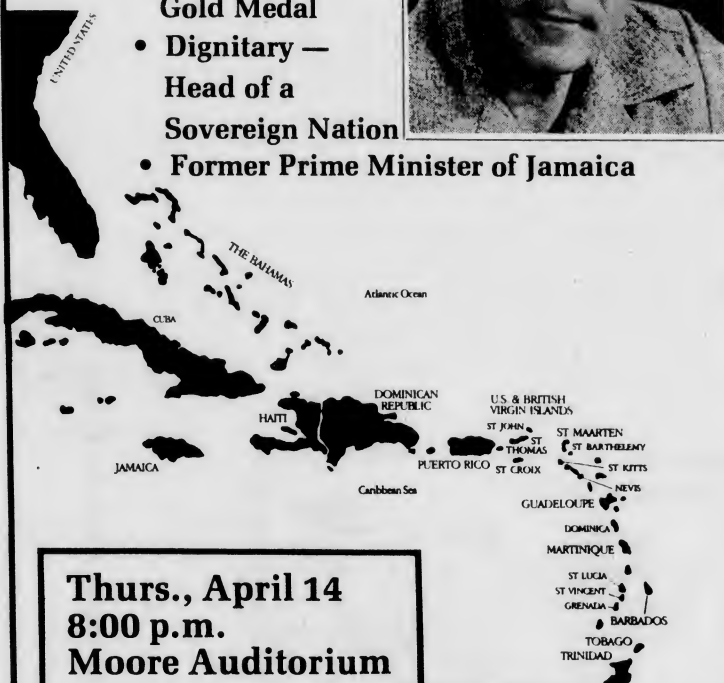 Gold Medal
• Dignitary —
Head of a
Sovereign Nation
• Former Prime Minister of Jamaica
UNITED STATES
THE BAHAMAS
Atlantic Ocean
CUBA
DOMINICAN
REPUBLIC
HAITI
U.S. & BRITISH
VIRGIN ISLANDS
ST JOHN
ST
THOMAS
ST MAARTEN
ST BARTHELEMY
JAMAICA
PUERTO RICO
ST CROIX
ST KITTS
NEVIS
Caribbean Sea
GUADELOUPE
DOMINICA
MARTINIQUE
ST LUCIA
ST VINCENT
GRENADA
BARBADOS
TOBAGO
TRINIDAD
Thurs., April 14
8:00 p.m.
Moore Auditorium